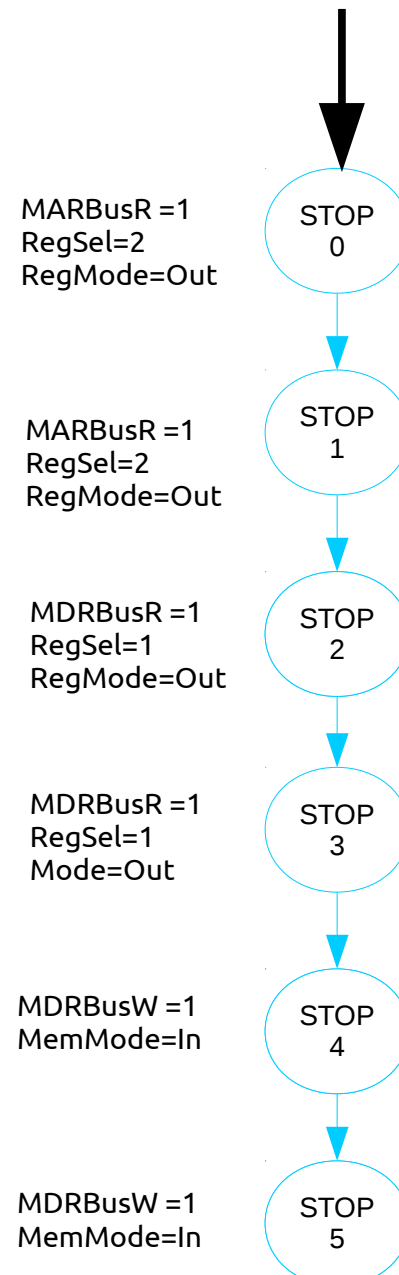 MARBusR =1
RegSel=2
RegMode=Out
STOP
0
MARBusR =1
RegSel=2
RegMode=Out
STOP
1
MDRBusR =1
RegSel=1
RegMode=Out
STOP
2
MDRBusR =1
RegSel=1
Mode=Out
STOP
3
MDRBusW =1
MemMode=In
STOP
4
MDRBusW =1
MemMode=In
STOP
5